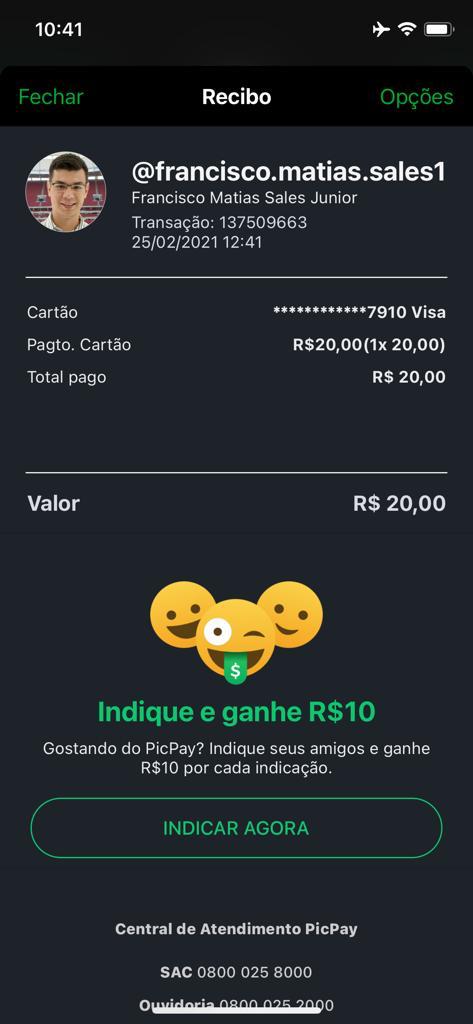 10:41
Fechar Recibo Opções
@francisco.matias.sales1
Francisco Matias Sales Junior
Transação: 137509663
25/02/2021 12:41
Cartão ************7910 Visa
Pagto. Cartão R$20,00(1x 20,00)
Total pago R$ 20,00
Valor R$ 20,00
$
Indique e ganhe R$10
Gostando do PicPay? Indique seus amigos e ganhe
R$10 por cada indicação.
INDICAR AGORA
Central de Atendimento PicPay
SAC 0800 025 8000
Ouvidoria 0800 025 2000